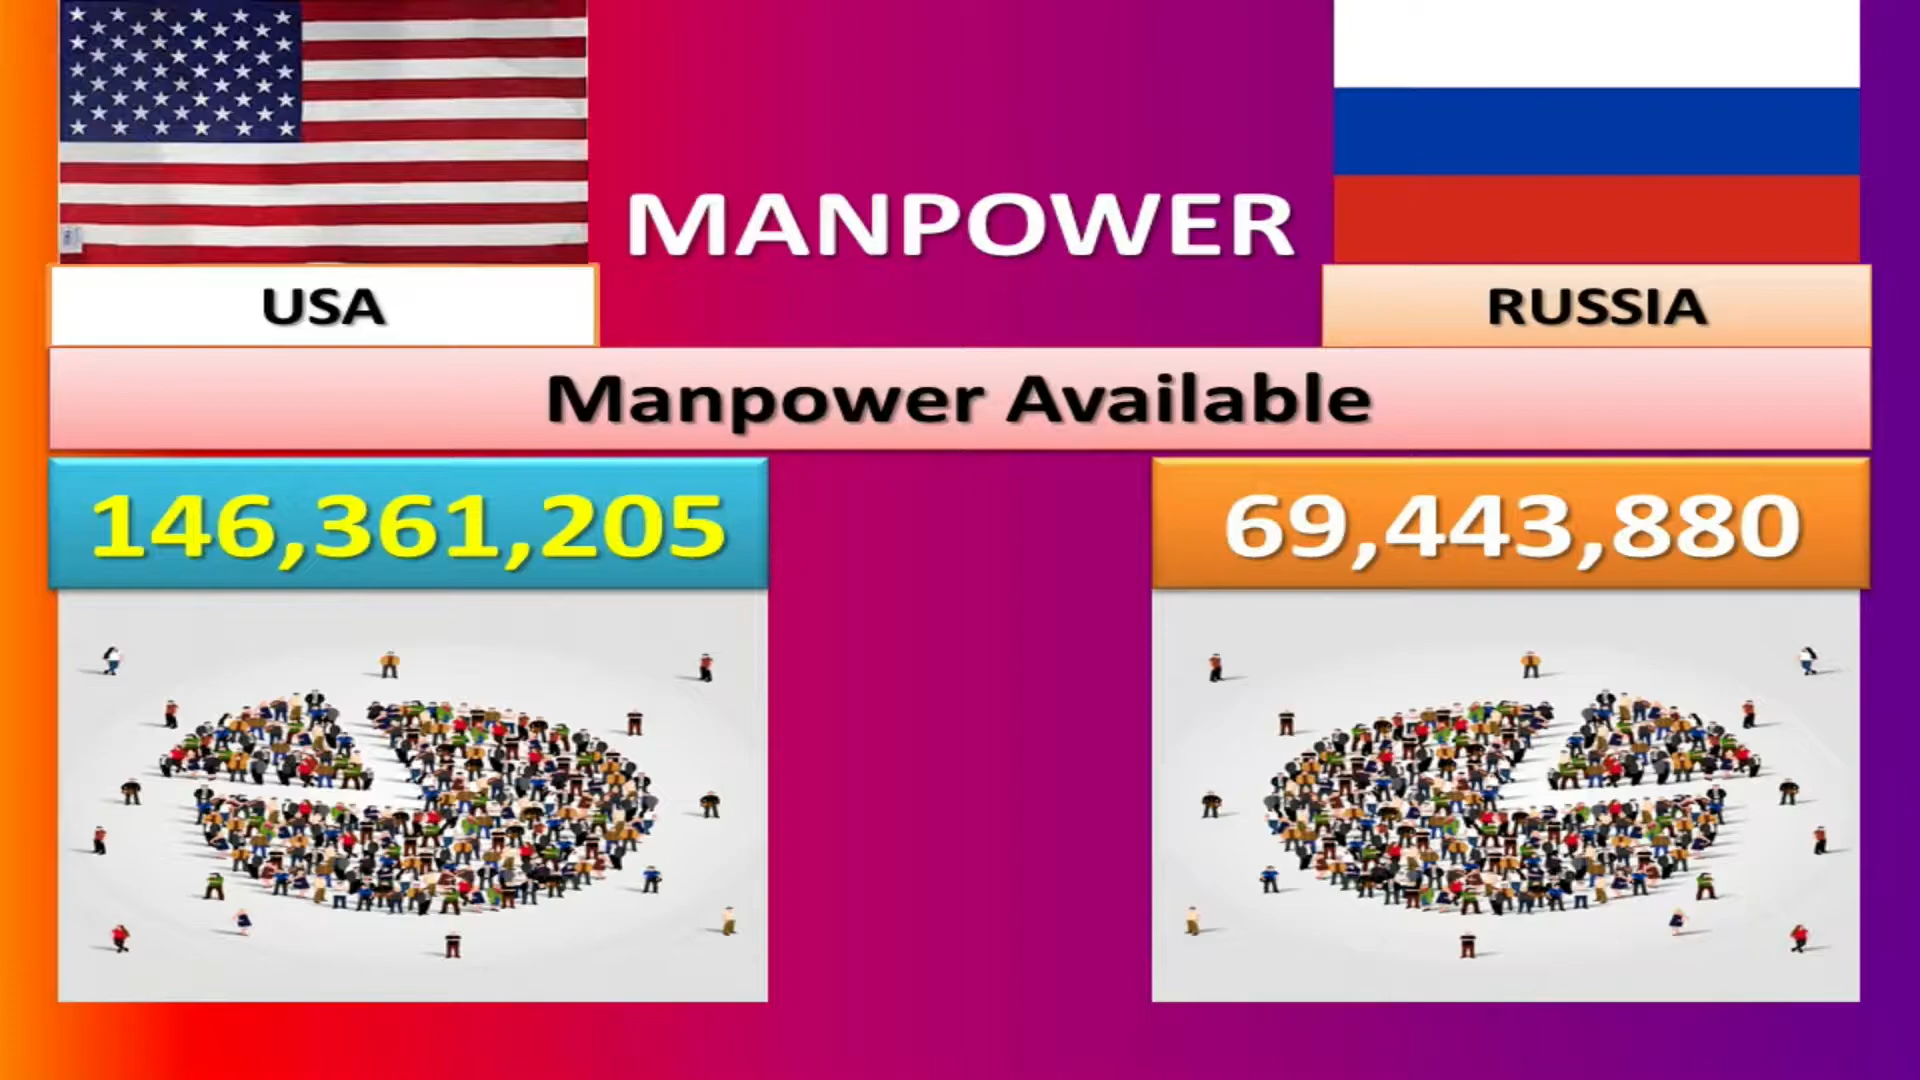 MANPOWER
USA
RUSSIA
Manpower Available
146,361,205
69,443,880